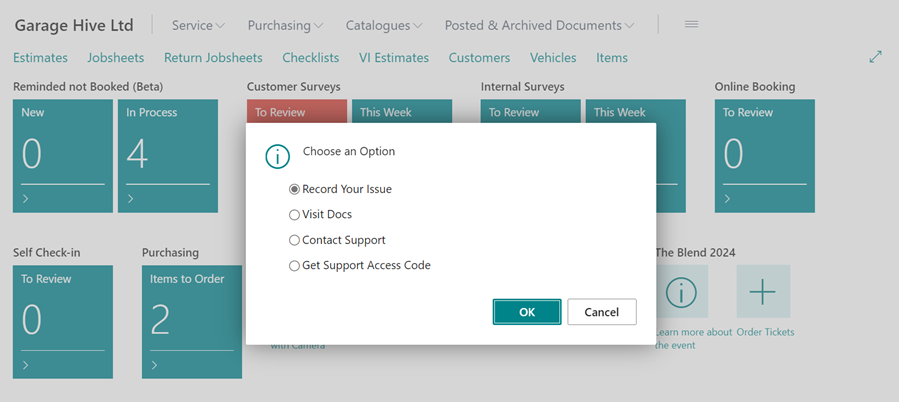 Garage Hive Ltd
Service
Purchasing
Catalogues
Posted & Archived Documents
Estimates
Jobsheets
Return Jobsheets
Checklists
VI Estimates
Customers
Vehicles
Items
Reminded not Booked (Beta)
Customer Surveys
Internal Surveys
Online Booking
New
In Process
To Review
This Week
To Review
This Week
To Review
0
4
0
Choose an Option
Record Your Issue
Visit Docs
Contact Support
Get Support Access Code
OK
Cancel
Self Check-in
Purchasing
The Blend 2024
To Review
Items to Order
0
2
with Camera
Learn more about
the event
Order Tickets